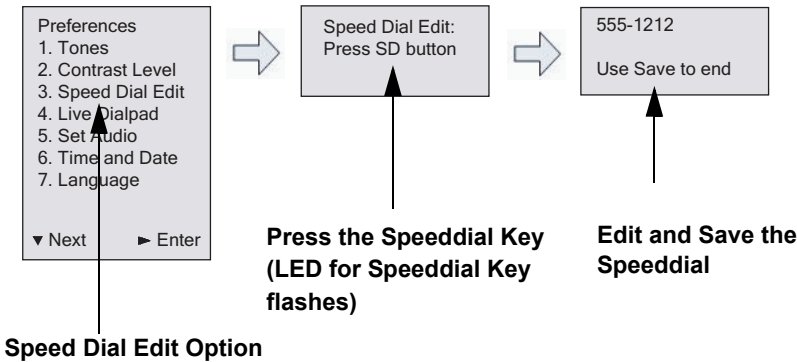 Preferences
1. Tones
2. Contrast Level
3. Speed Dial Edit
4. Live Dialpad
5. Set Audio
6. Time and Date
7. Language
▼ Next ► Enter
Speed Dial Edit:
Press SD button
555-1212
Use Save to end
Press the Speeddial Key
(LED for Speeddial Key
flashes)
Edit and Save the
Speeddial
Speed Dial Edit Option